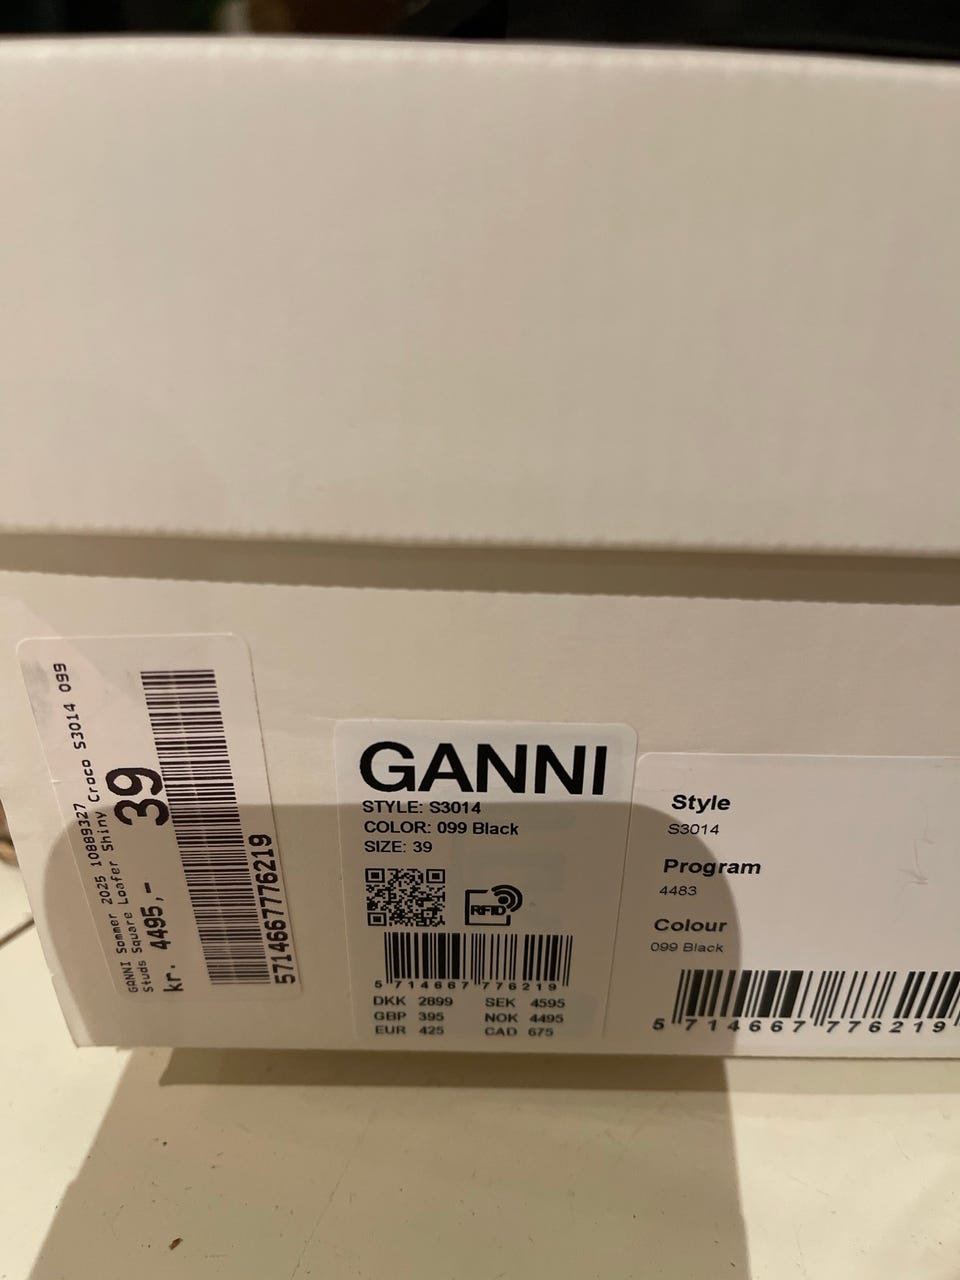 GANNI Sommer 2025 10889327
Studs Square Loafer Shiny Croco S3014 099
39
kr. 4495,-
5714667776219
GANNI
STYLE: S3014
COLOR: 099 Black
SIZE: 39
RFID
5 714667 776219
DKK 2899 SEK 4595
GBP 395 NOK 4495
EUR 425 CAD 675
Style
S3014
Program
4483
Colour
099 Black
5 714667 776219